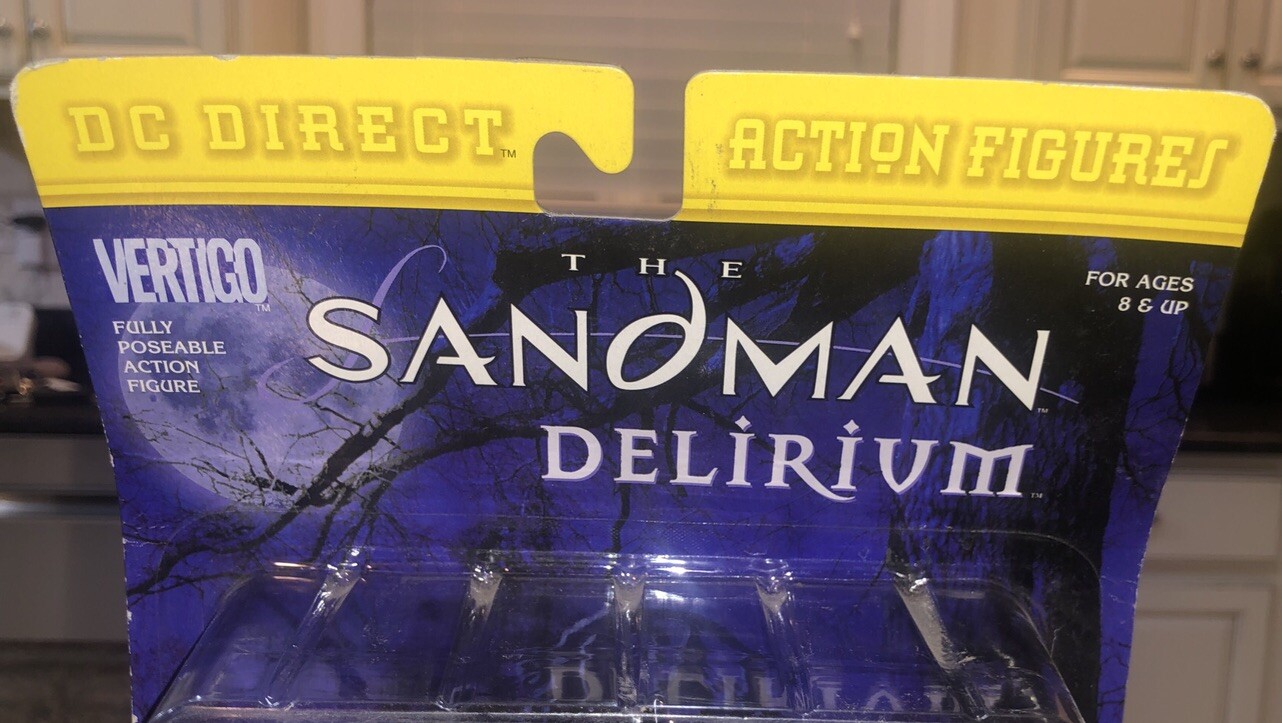 DC DIRECT™
ACTION FIGURES
VERTIGO™
FULLY
POSEABLE
ACTION
FIGURE
THE
SANDMAN™
DELIRIUM™
FOR AGES
8 & UP